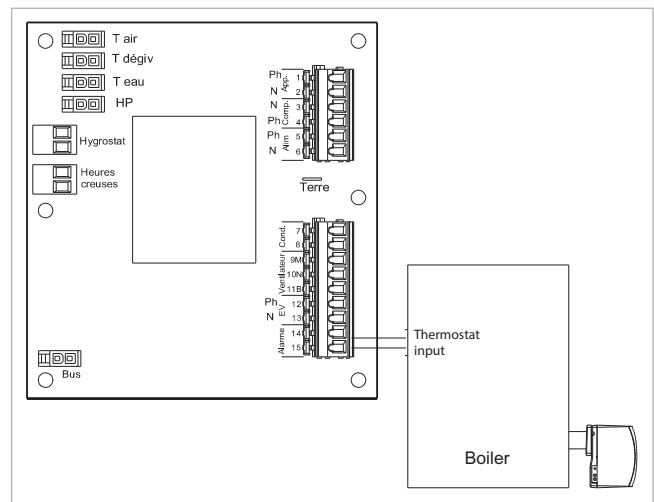 T air
T dégiv
T eau
HP
Hygrostat
Heures
creuses
Bus
App.
Ph 1
N 2
Comp.
N 3
Ph 4
Alim
Ph 5
N 6
Terre
Cond.
7
8
Ventilateur
9M
10N
11B
EV
Ph 12
N 13
Alarme
14
15
Thermostat
input
Boiler